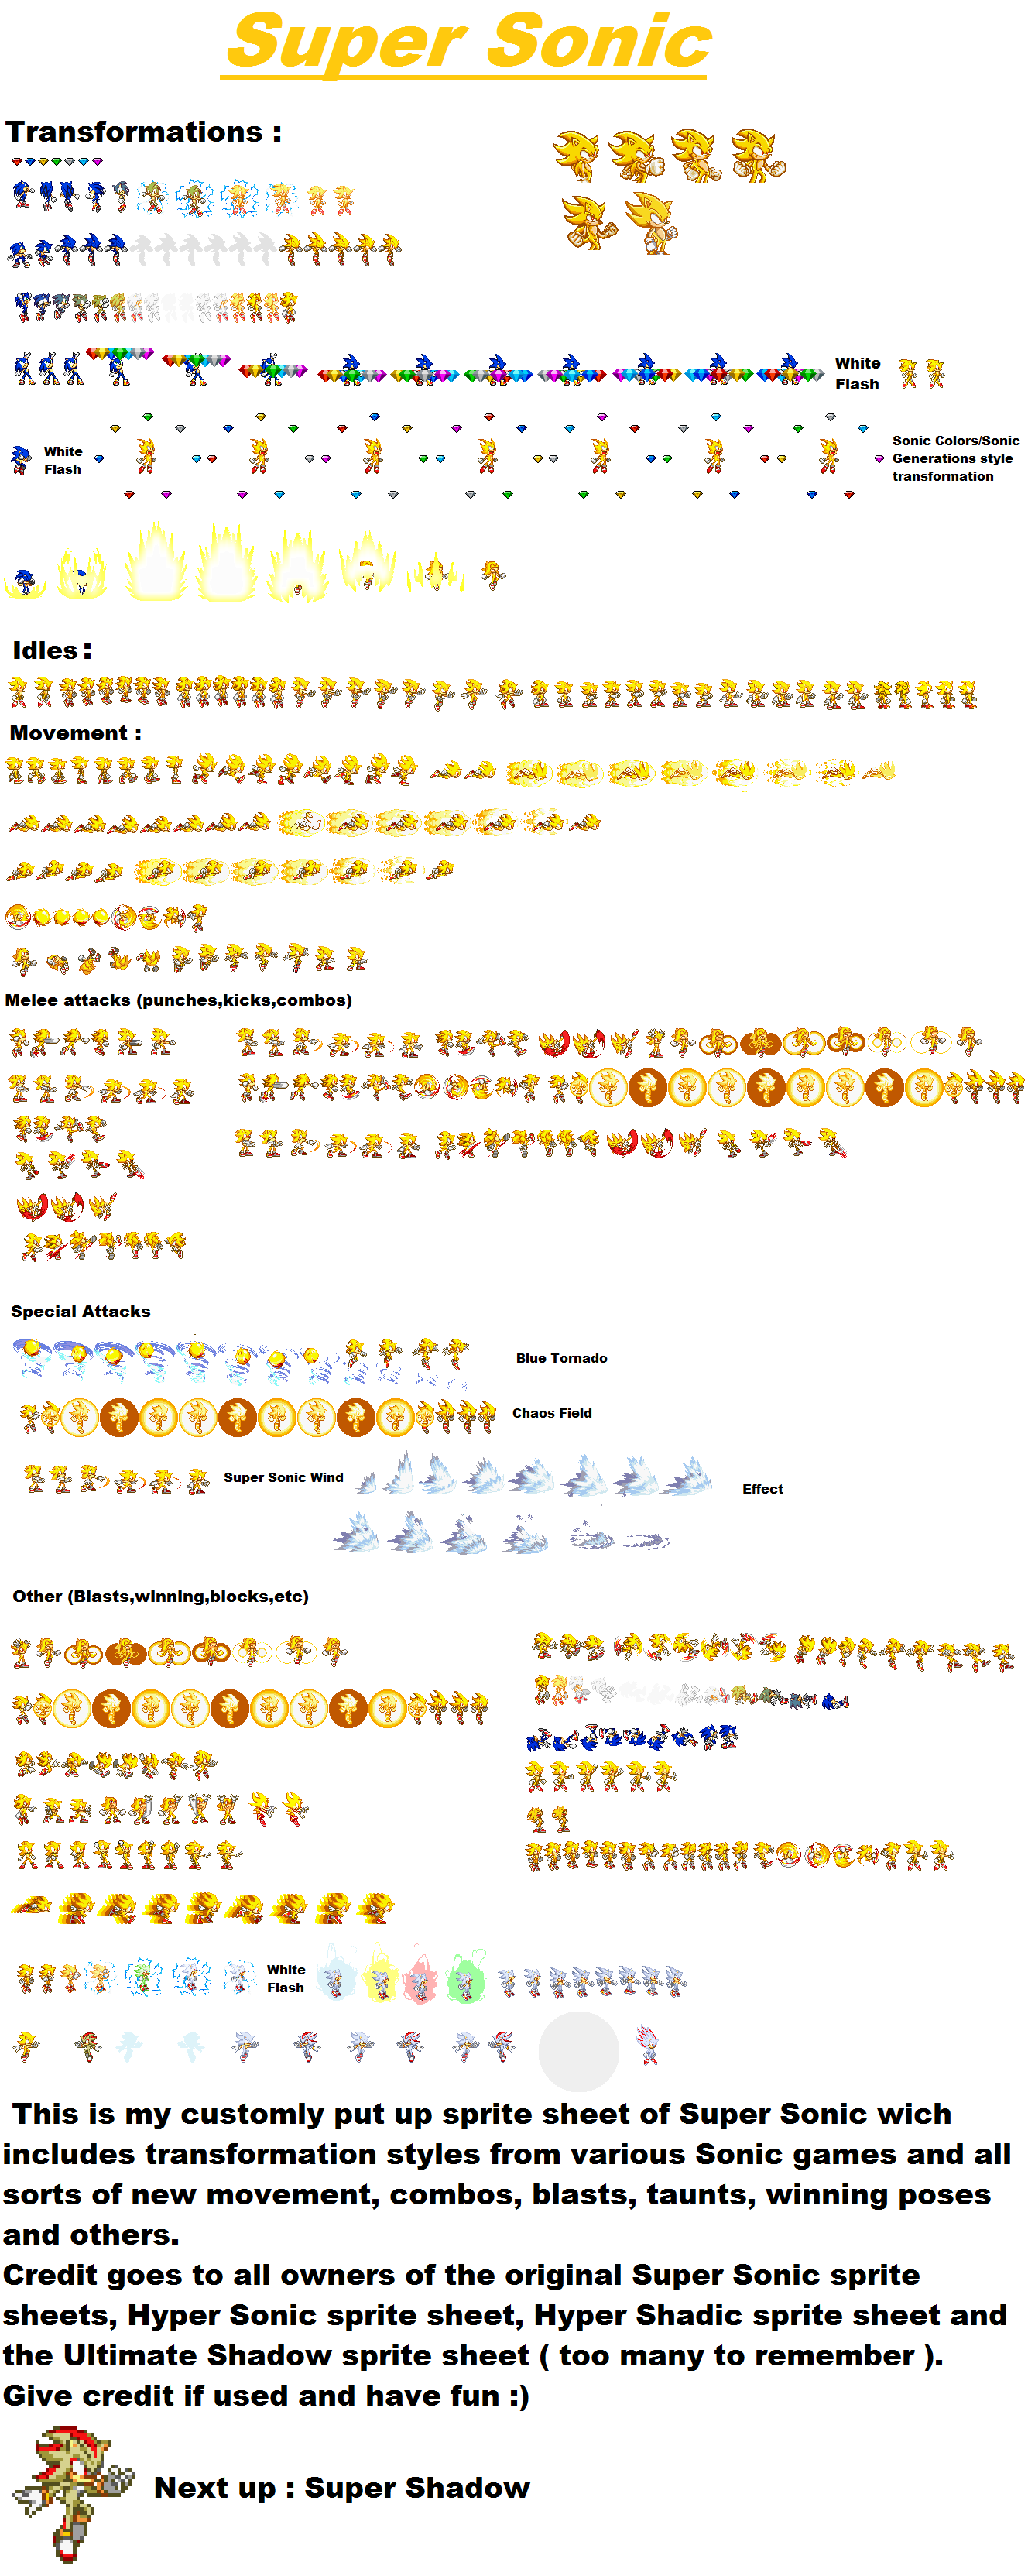 Super Sonic
Transformations :
White
Flash
White
Flash
Sonic Colors/Sonic
Generations style
transformation
Idles :
Movement :
Melee attacks (punches,kicks,combos)
Special Attacks
Blue Tornado
Chaos Field
Super Sonic Wind
Effect
Other (Blasts,winning,blocks,etc)
White
Flash
This is my customly put up sprite sheet of Super Sonic wich
includes transformation styles from various Sonic games and all
sorts of new movement, combos, blasts, taunts, winning poses
and others.
Credit goes to all owners of the original Super Sonic sprite
sheets, Hyper Sonic sprite sheet, Hyper Shadic sprite sheet and
the Ultimate Shadow sprite sheet ( too many to remember ).
Give credit if used and have fun :)
Next up : Super Shadow